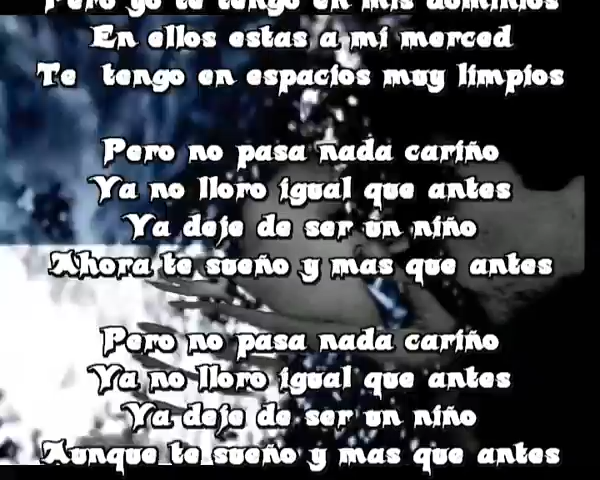 Pero yo te tengo en mis dominios
En ellos estas a mi merced
Te tengo en espacios muy limpios
Pero no pasa nada cariño
Ya no lloro igual que antes
Ya deje de ser un niño
Ahora te sueño y mas que antes
Pero no pasa nada cariño
Ya no lloro igual que antes
Ya deje de ser un niño
Aunque te sueño y mas que antes